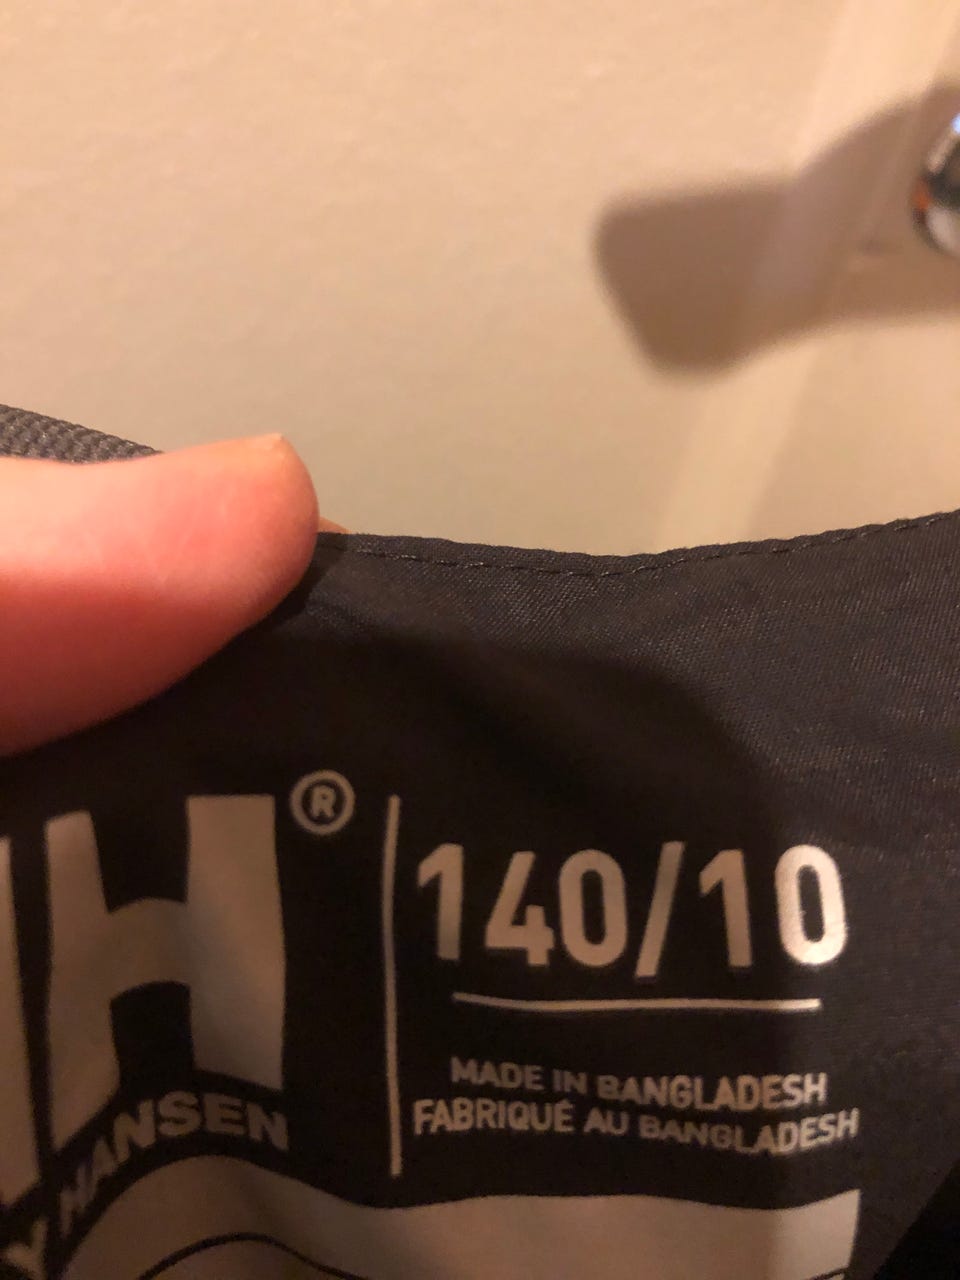 HH®
HANSEN
140/10
MADE IN BANGLADESH
FABRIQUÉ AU BANGLADESH